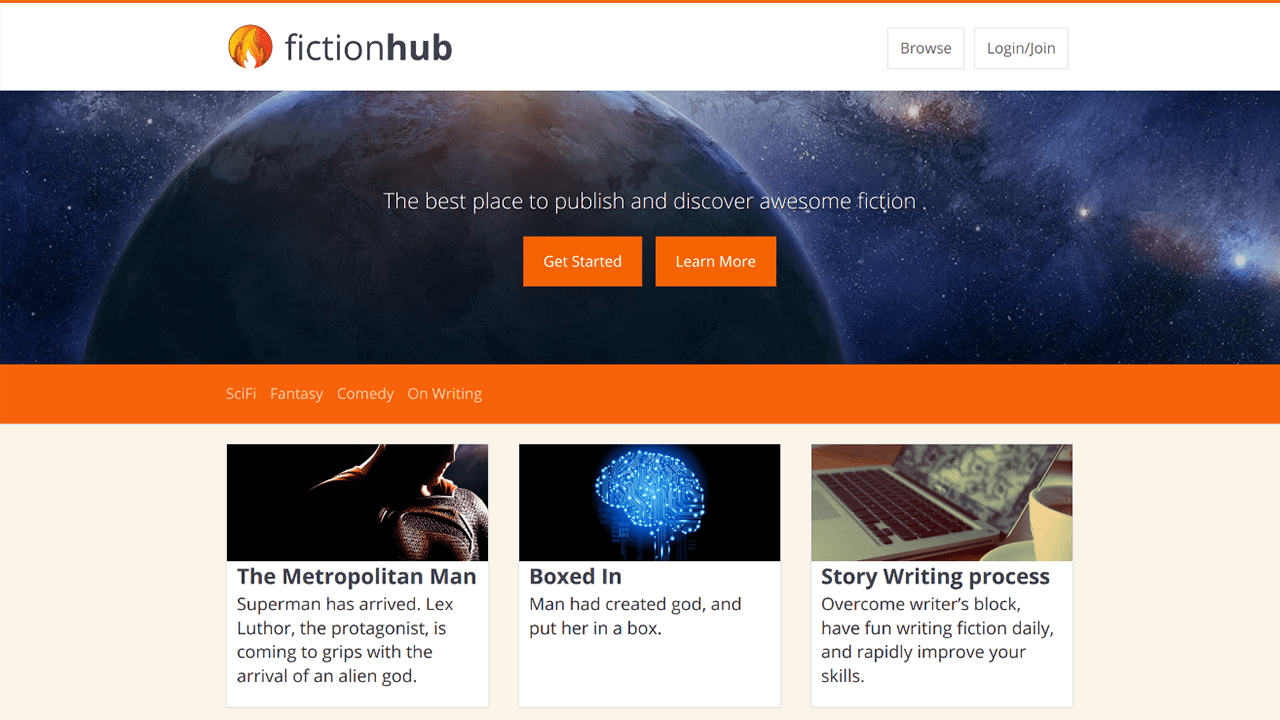 fictionhub
Browse
Login/Join
The best place to publish and discover awesome fiction .
Get Started
Learn More
SciFi
Fantasy
Comedy
On Writing
The Metropolitan Man
Superman has arrived. Lex
Luthor, the protagonist, is
coming to grips with the
arrival of an alien god.
Boxed In
Man had created god, and
put her in a box.
Story Writing process
Overcome writer’s block,
have fun writing fiction daily,
and rapidly improve your
skills.